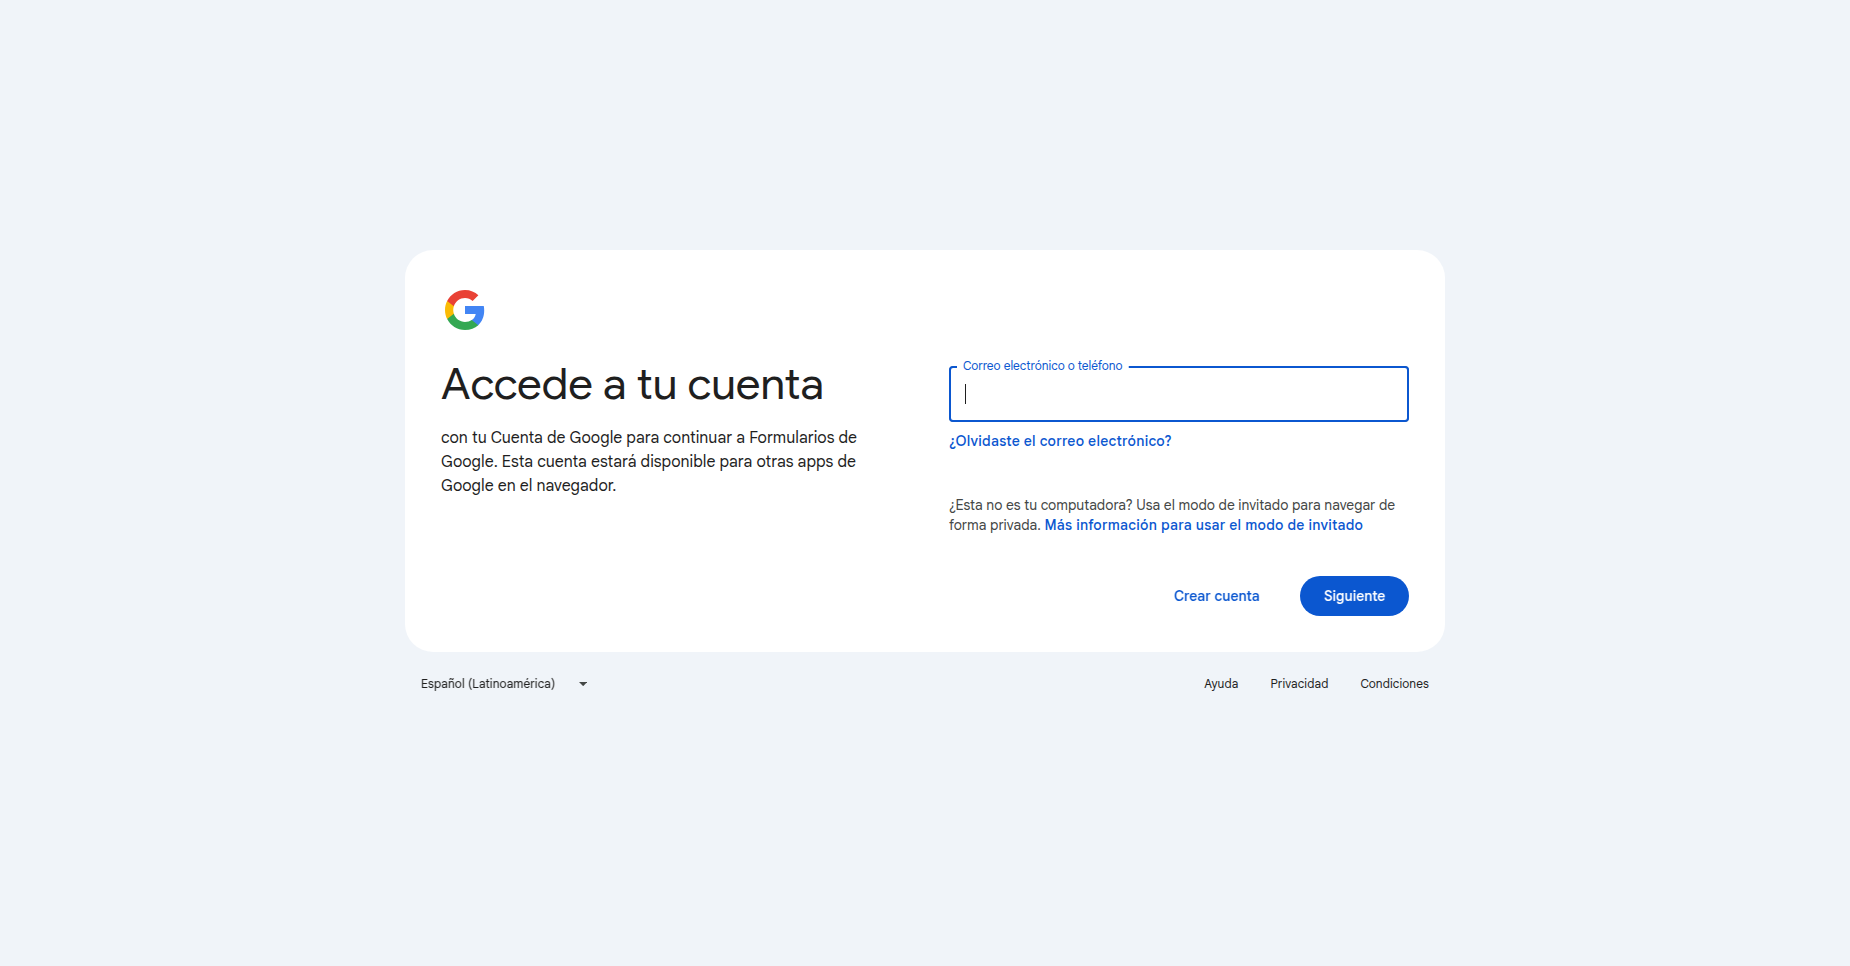 Accede a tu cuenta
con tu Cuenta de Google para continuar a Formularios de
Google. Esta cuenta estará disponible para otras apps de
Google en el navegador.
Correo electrónico o teléfono
¿Olvidaste el correo electrónico?
¿Esta no es tu computadora? Usa el modo de invitado para navegar de
forma privada. Más información para usar el modo de invitado
Crear cuenta
Siguiente
Español (Latinoamérica)
Ayuda
Privacidad
Condiciones